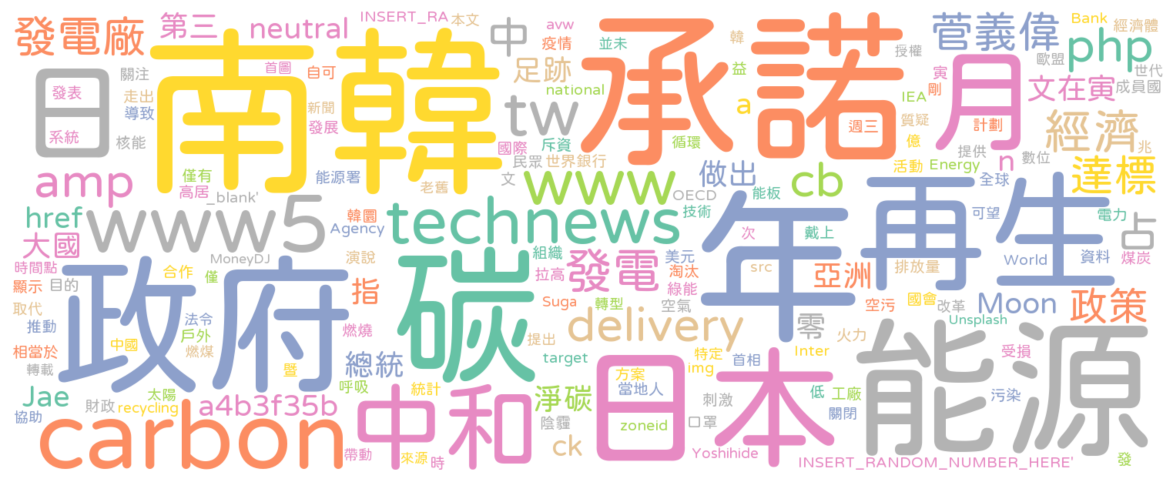 發電廠 第三 neutral INSERT_RA 本文 avw 疫情 並未 授權 菅義偉 Bank 經濟體
日 南韓 中 足跡 承諾 月 php 歐盟 世代
關注 走出 導致 核能 發表 系統 首圖 自可 新聞 發展 national tw 國際 斥資 韓 益 a 循環 週三 寅 剛 IEA 質疑 億 計劃 文在寅 成員國
amp 僅有 高居 _blank' 能源署 老舊 民眾 世界銀行 文 www 做出 OECD cb 提供 數位 活動 Energy n 經濟 兆 達標
href www5 韓圜 Agency technews 技術 能板 年 再生 全球 可望 電力 占
大國 MoneyDJ 演說 組織 拉高 發電 美元 淘汰 綠能 次 戴上 src 亞洲 排放量 World 資料 煤炭
時間點 顯示 目的 合作 僅 政府 指 碳 Suga 轉型 空氣 零 空污 國會 改革 Moon 政策
取代 推動 法令 戶外 中國 燃煤 燃燒 delivery 提出 火力 Unsplash 能源
相當於 轉載 暨 總統 target 特定 img 首相 Inter 受損
Jae 太陽 協助 財政 recycling a4b3f35b 呼吸 統計 淨碳 方案 當地人 日本 刺激 低 工廠 關閉 污染
carbon 帶動 來源 時 中和 陰霾 ck zoneid 口罩 Yoshihide INSERT_RANDOM_NUMBER_HERE' 發